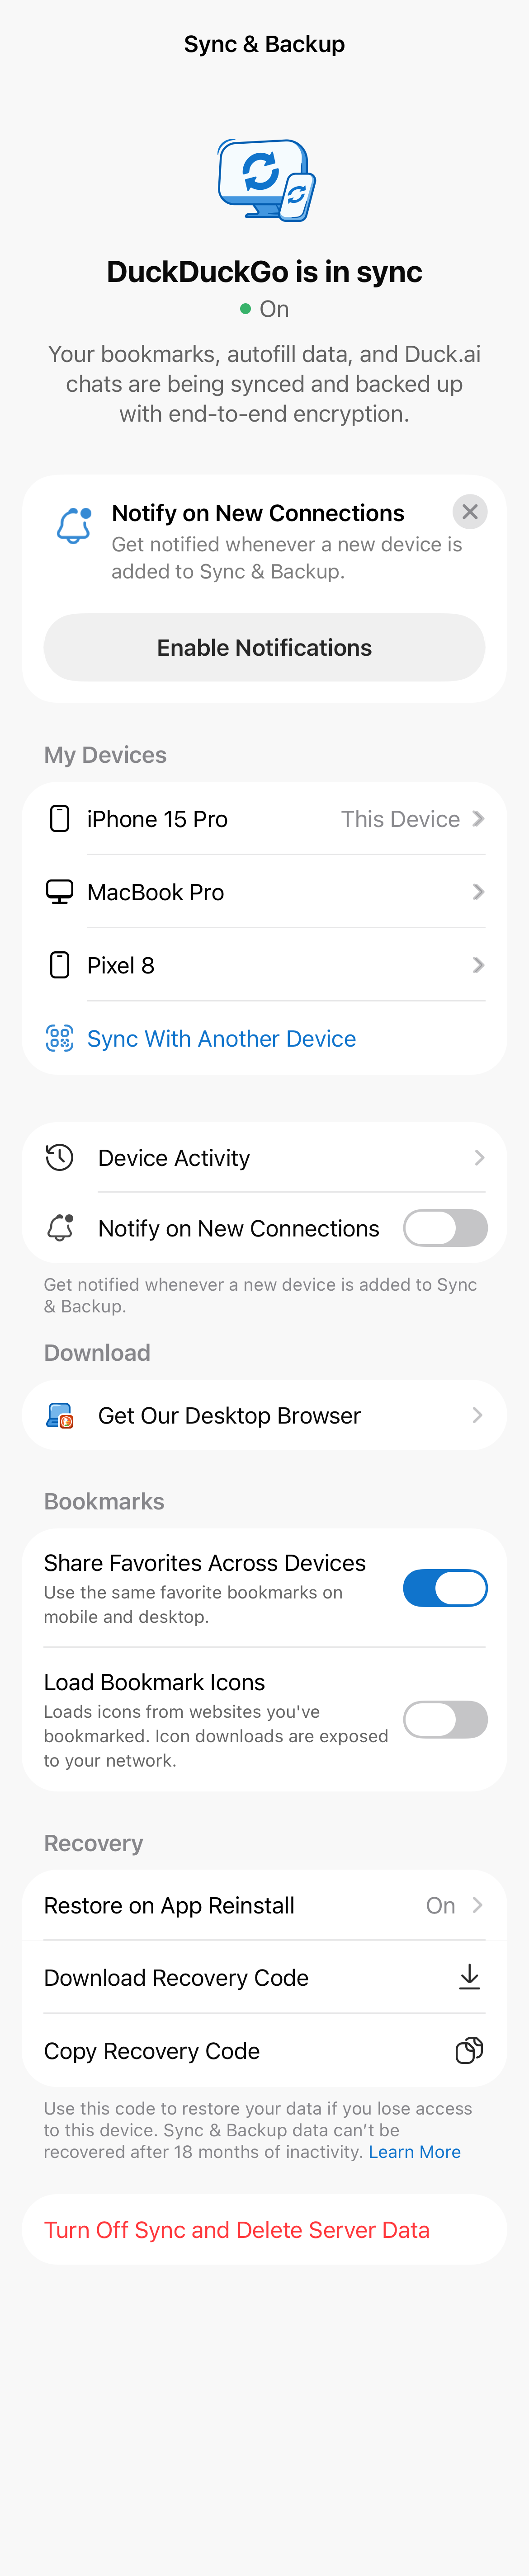 Sync & Backup
DuckDuckGo is in sync
On
Your bookmarks, autofill data, and Duck.ai
chats are being synced and backed up
with end-to-end encryption.
Notify on New Connections
Get notified whenever a new device is
added to Sync & Backup.
Enable Notifications
My Devices
iPhone 15 Pro This Device
MacBook Pro
Pixel 8
Sync With Another Device
Device Activity
Notify on New Connections
Get notified whenever a new device is added to Sync
& Backup.
Download
Get Our Desktop Browser
Bookmarks
Share Favorites Across Devices
Use the same favorite bookmarks on
mobile and desktop.
Load Bookmark Icons
Loads icons from websites you've
bookmarked. Icon downloads are exposed
to your network.
Recovery
Restore on App Reinstall On
Download Recovery Code
Copy Recovery Code
Use this code to restore your data if you lose access
to this device. Sync & Backup data can’t be
recovered after 18 months of inactivity. Learn More
Turn Off Sync and Delete Server Data